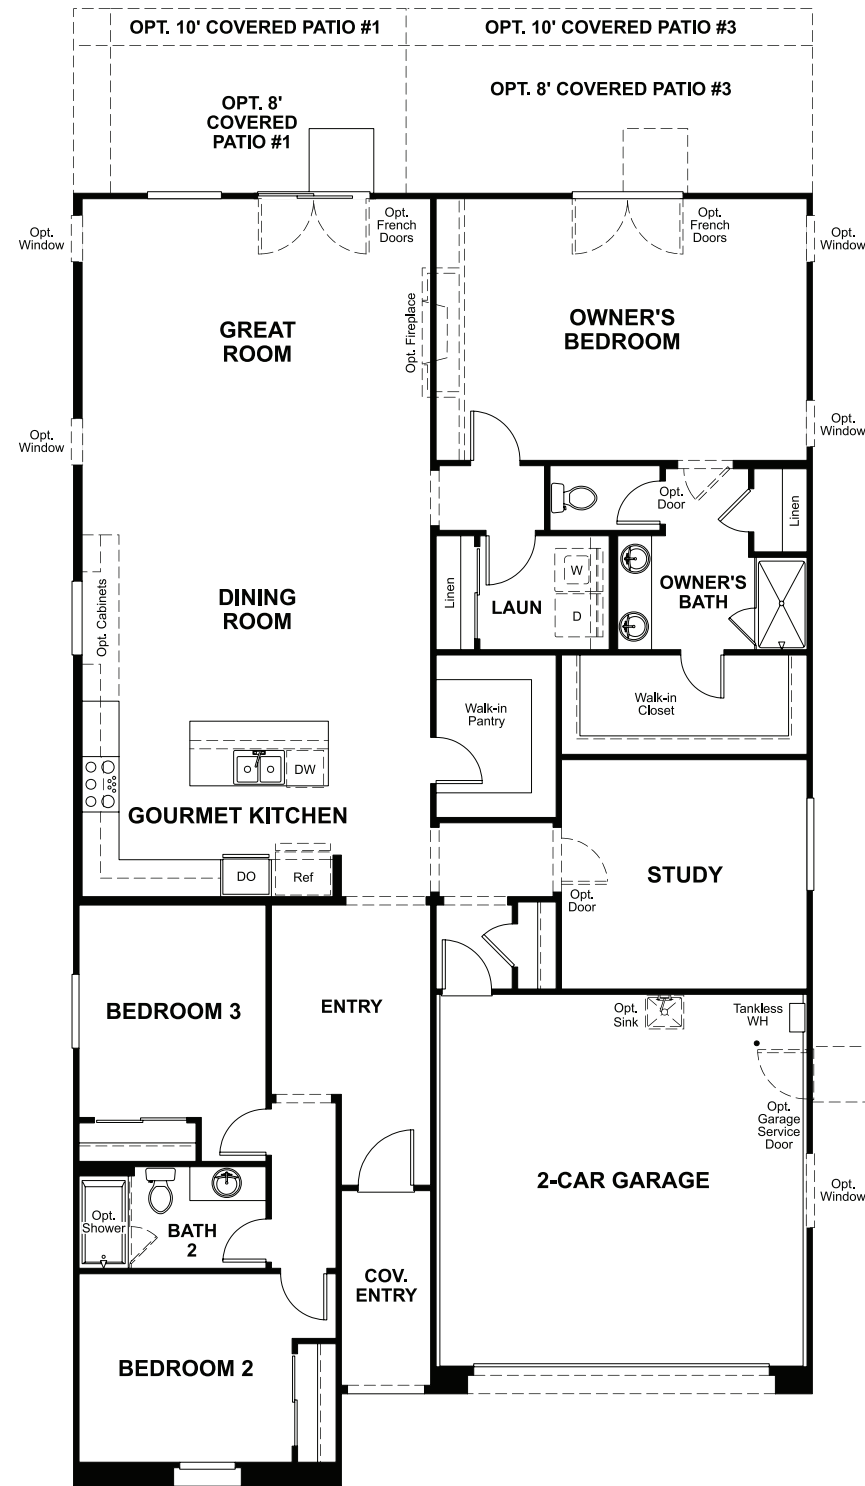 OPT. 10' COVERED PATIO #1
OPT. 10' COVERED PATIO #3
OPT. 8'
COVERED
PATIO #1
OPT. 8' COVERED PATIO #3
Opt.
Window
Opt.
French
Doors
Opt.
French
Doors
Opt.
Window
GREAT
ROOM
Opt. Fireplace
OWNER'S
BEDROOM
Opt.
Window
Opt.
Window
Opt.
Door
Linen
Opt. Cabinets
DINING
ROOM
Linen
LAUN
W
D
OWNER'S
BATH
Walk-in
Pantry
Walk-in
Closet
DW
GOURMET KITCHEN
DO
Ref
STUDY
Opt.
Door
BEDROOM 3
ENTRY
Opt.
Sink
Tankless
WH
Opt.
Garage
Service
Door
2-CAR GARAGE
Opt.
Window
Opt.
Shower
BATH
2
COV.
ENTRY
BEDROOM 2